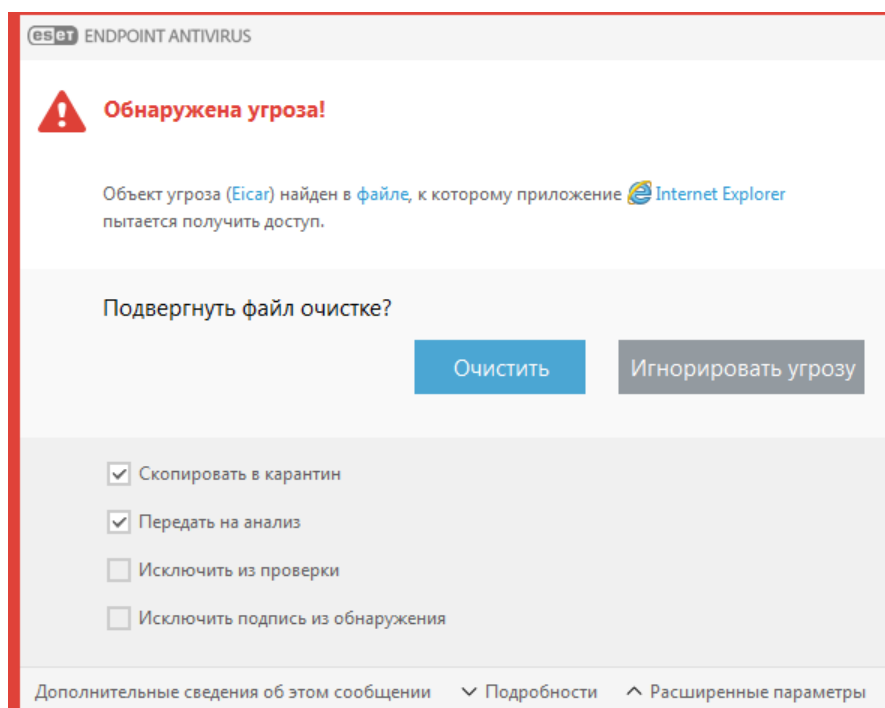 eset ENDPOINT ANTIVIRUS
Обнаружена угроза!
Объект угроза (Eicar) найден в файле, к которому приложение Internet Explorer
пытается получить доступ.
Подвергнуть файл очистке?
Очистить
Игнорировать угрозу
Скопировать в карантин
Передать на анализ
Исключить из проверки
Исключить подпись из обнаружения
Дополнительные сведения об этом сообщении
Подробности
Расширенные параметры